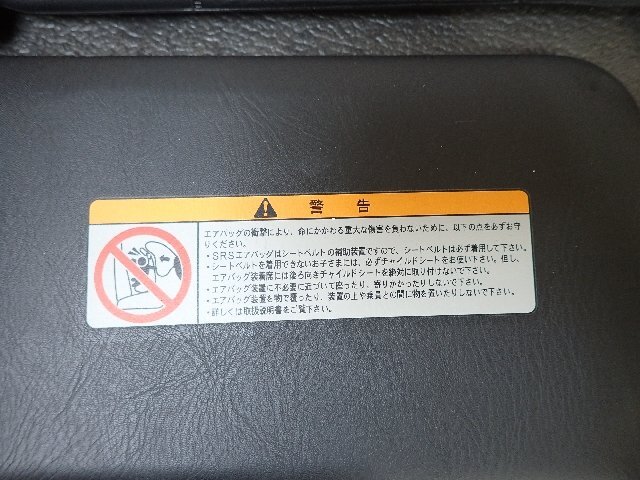 警告
エアバッグの衝撃により、命にかかわる重大な傷害を負わないために、以下の点を必ずお守
りください。
・SRSエアバッグはシートベルトの補助装置ですので、シートベルトは必ず着用して下さい。
・シートベルトを着用できないお子さまには、必ずチャイルドシートをお使い下さい。但し、
エアバッグ装着席には後ろ向きチャイルドシートを絶対に取り付けないで下さい。
・エアバッグ装置に不必要に近づいて座ったり、寄りかかったりしないで下さい。
・エアバッグ装置を物で覆ったり、装置の上や乗員との間に物を置いたりしないで下さい。
・詳しくは取扱説明書をご覧下さい。